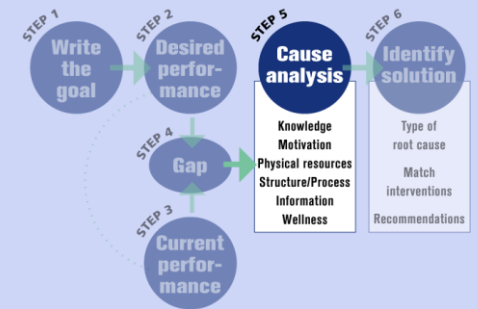 STEP 1
Write
the
goal
STEP 2
Desired
perfor-
mance
STEP 4
Gap
STEP 3
Current
perfor-
mance
STEP 5
Cause
analysis
Knowledge
Motivation
Physical resources
Structure/Process
Information
Wellness
STEP 6
Identify
solution
Type of
root cause
Match
interventions
Recommendations